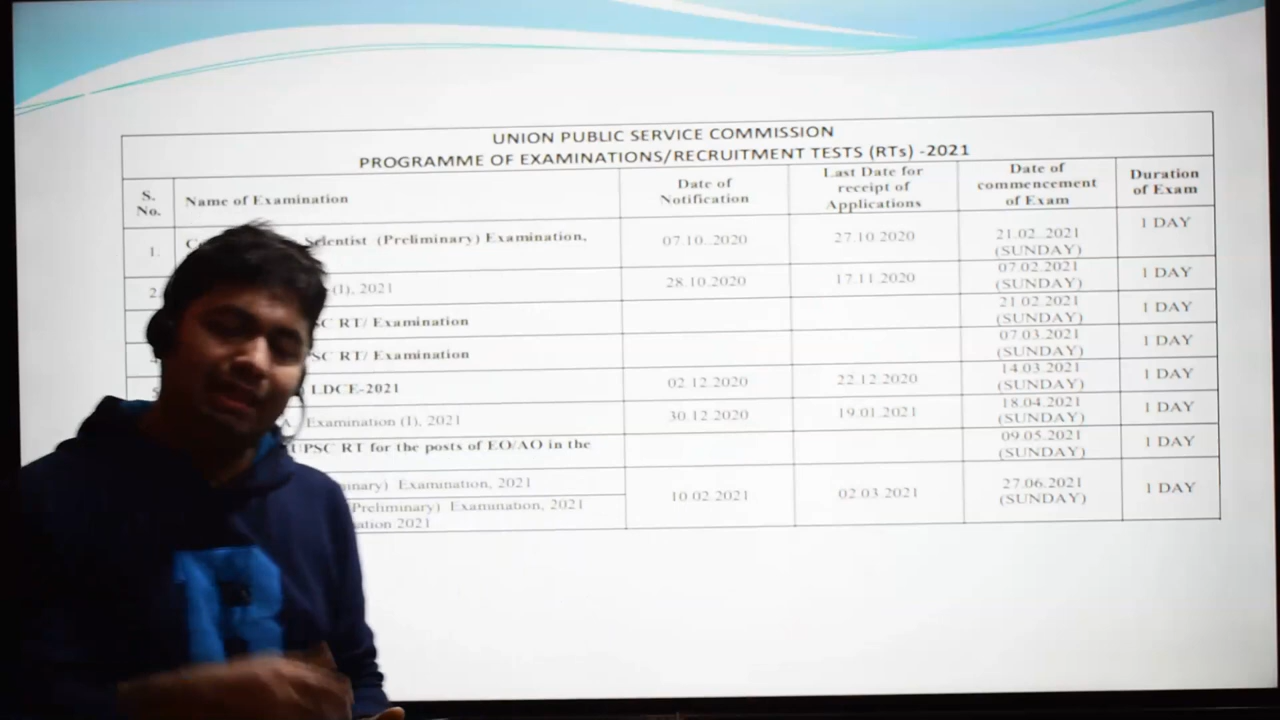 UNION PUBLIC SERVICE COMMISSION
PROGRAMME OF EXAMINATIONS/RECRUITMENT TESTS (RTs) -2021
S. No. Name of Examination Date of Notification Last Date for receipt of Applications Date of commencement of Exam Duration of Exam
1. Scientist (Preliminary) Examination, 07.10..2020 27.10.2020 21.02..2021 (SUNDAY) 1 DAY
2. (I), 2021 28.10.2020 17.11.2020 07.02.2021 (SUNDAY) 1 DAY
RT/ Examination 21.02.2021 (SUNDAY) 1 DAY
RT/ Examination 07.03.2021 (SUNDAY) 1 DAY
LDCE-2021 02.12.2020 22.12.2020 14.03.2021 (SUNDAY) 1 DAY
Examination (I), 2021 30.12.2020 19.01.2021 18.04.2021 (SUNDAY) 1 DAY
UPSC RT for the posts of EO/AO in the 09.05.2021 (SUNDAY) 1 DAY
Examination, 2021 10.02.2021 02.03.2021 27.06.2021 (SUNDAY) 1 DAY
(Preliminary) Examination, 2021
2021
B